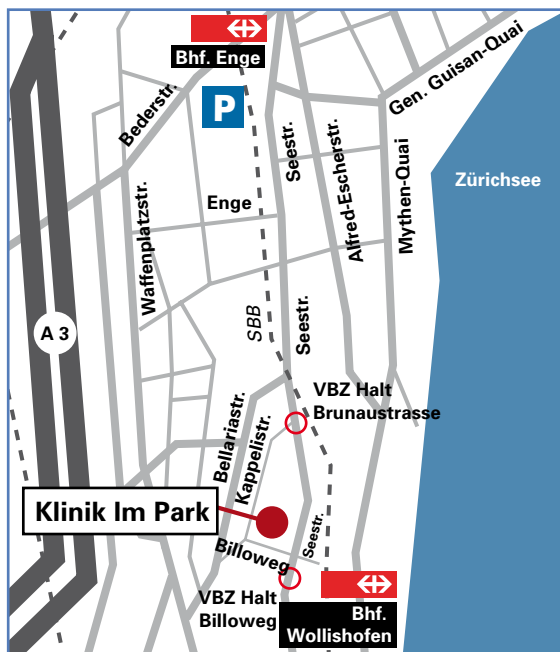 Bhf. Enge
P
Gen. Guisan-Quai
Bederstr.
Seestr.
Zürichsee
Alfred-Escherstr.
Mythen-Quai
Enge
Waffenplatzstr.
SBB
A 3
Seestr.
VBZ Halt
Brunaustrasse
Bellariastr.
Kappelistr.
Klinik Im Park
Billoweg
Seestr.
VBZ Halt
Billoweg
Bhf.
Wollishofen